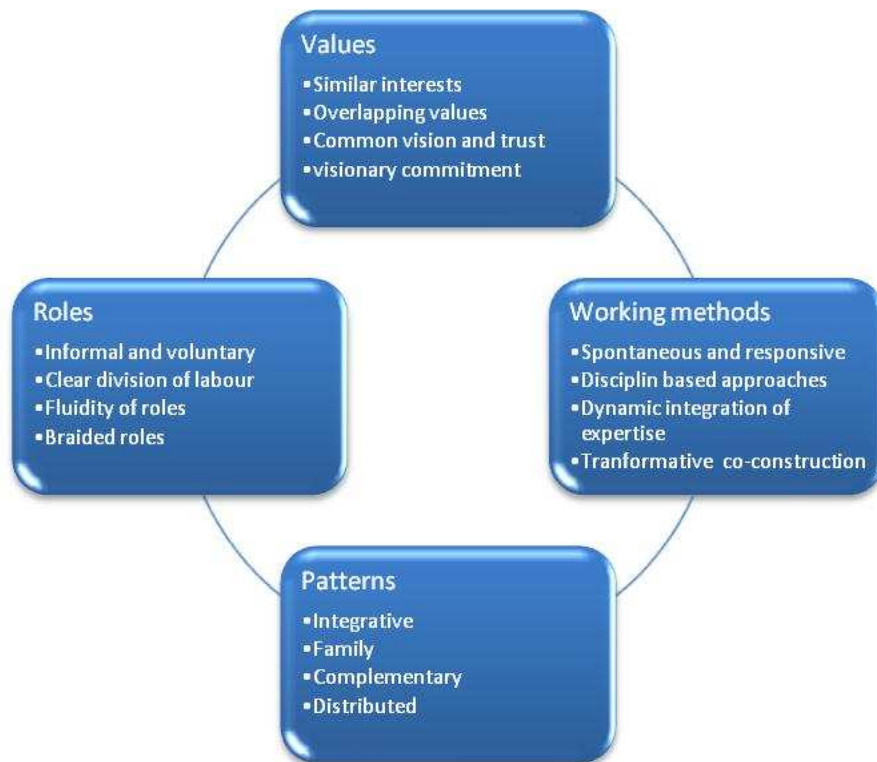 Values
•Similar interests
•Overlapping values
•Common vision and trust
•visionary commitment
Roles
•Informal and voluntary
•Clear division of labour
•Fluidity of roles
•Braided roles
Working methods
•Spontaneous and responsive
•Disciplin based approaches
•Dynamic integration of
expertise
•Tranformative co-construction
Patterns
•Integrative
•Family
•Complementary
•Distributed